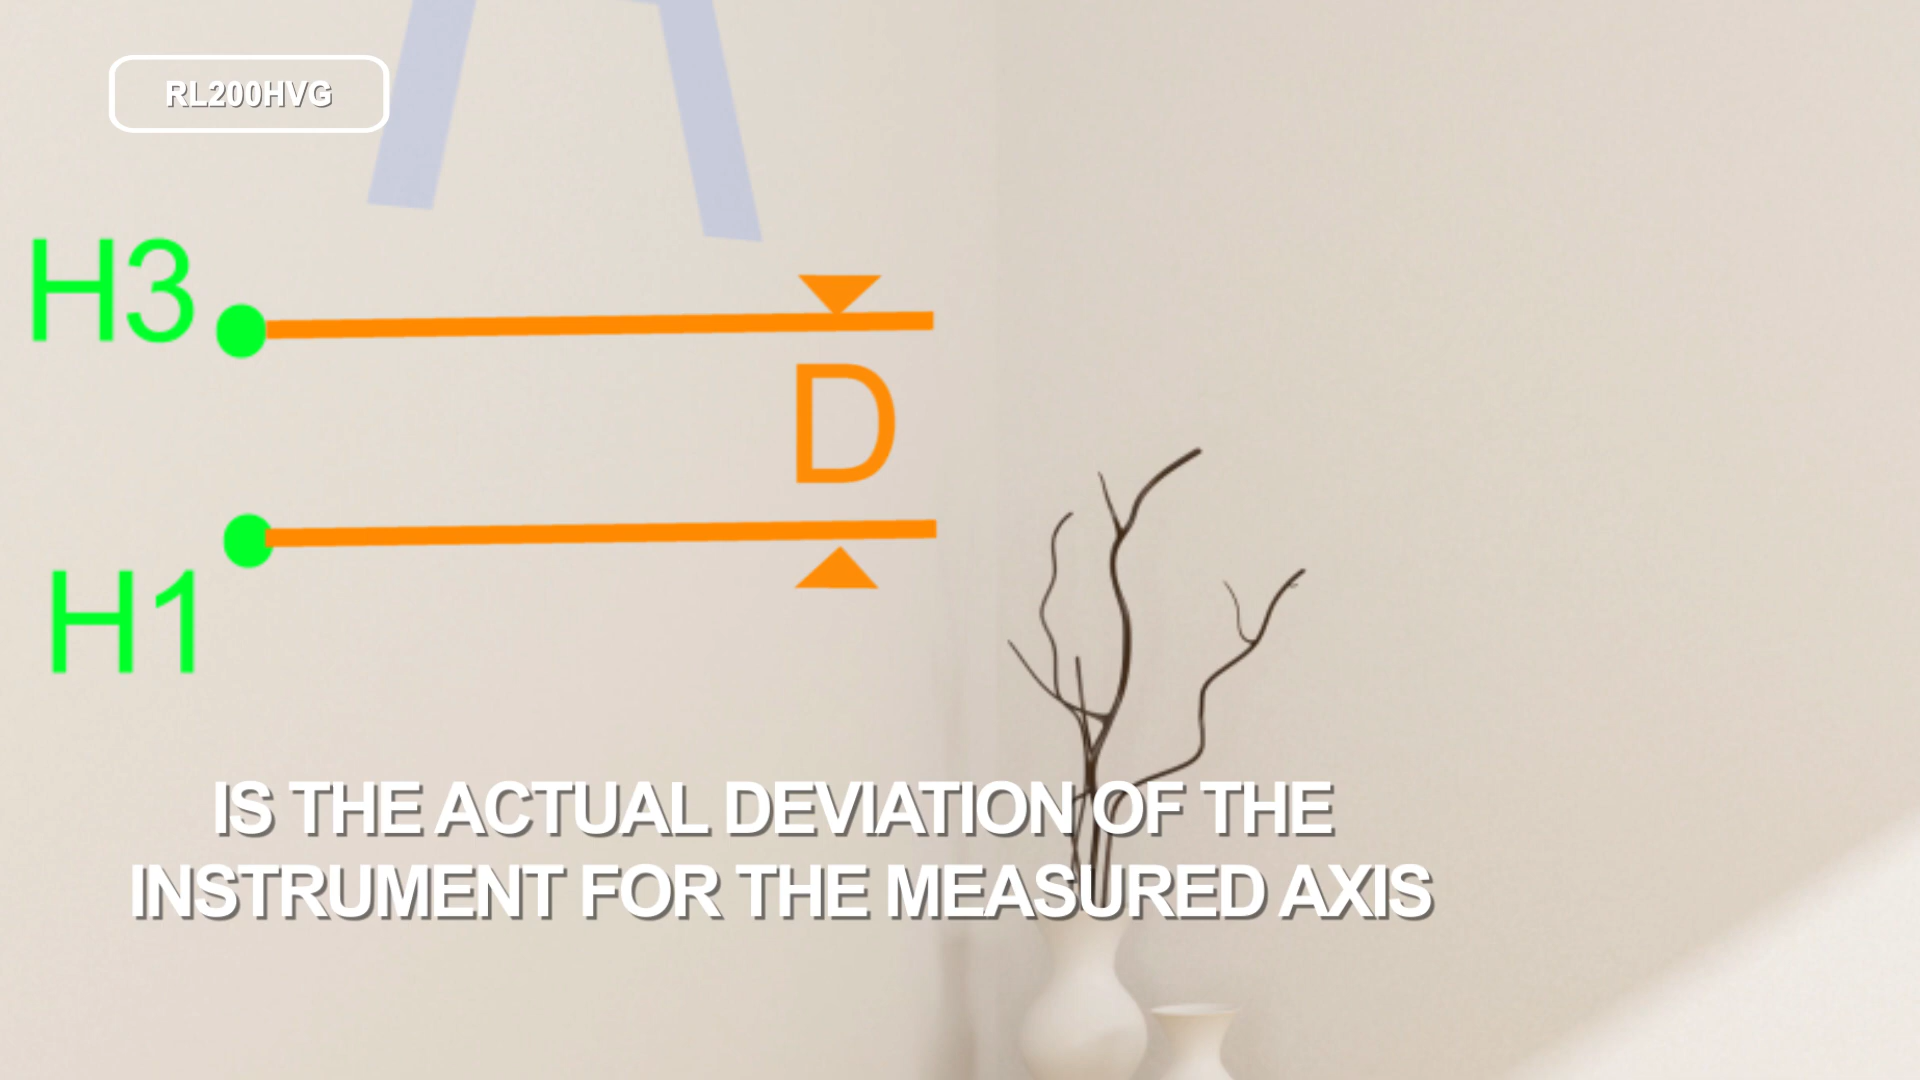 RL200HVG
H3
D
H1
IS THE ACTUAL DEVIATION OF THE
INSTRUMENT FOR THE MEASURED AXIS